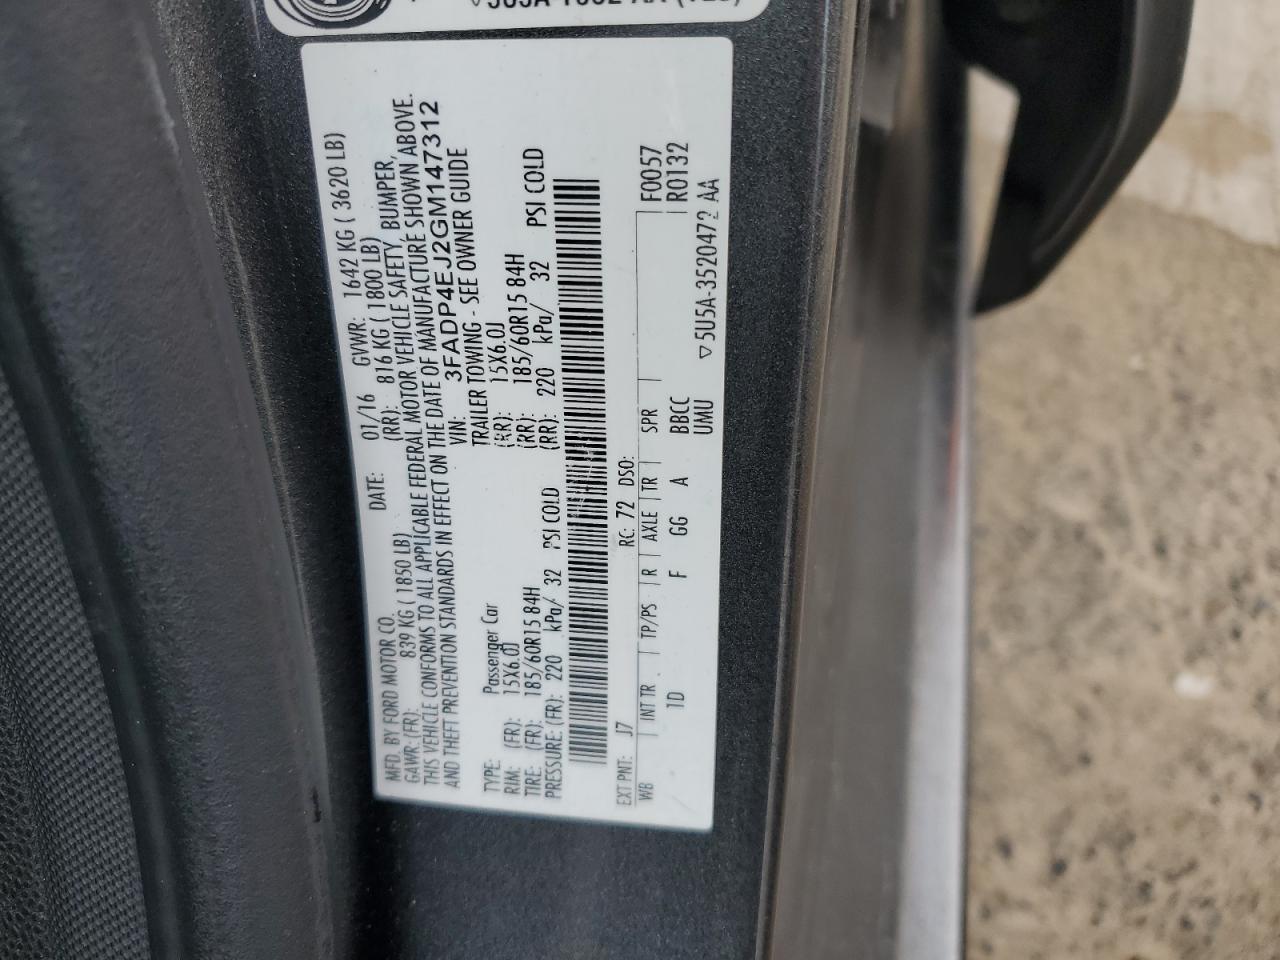 MFD. BY FORD MOTOR CO. DATE: 01/16 GVWR: 1642 KG ( 3620 LB)
GAWR: (FR): 839 KG ( 1850 LB) (RR): 816 KG ( 1800 LB)
THIS VEHICLE CONFORMS TO ALL APPLICABLE FEDERAL MOTOR VEHICLE SAFETY, BUMPER,
AND THEFT PREVENTION STANDARDS IN EFFECT ON THE DATE OF MANUFACTURE SHOWN ABOVE.
VIN: 3FADP4EJ2GM147312
TYPE: Passenger Car TRAILER TOWING - SEE OWNER GUIDE
RIM: (FR): 15X6.0J (RR): 15X6.0J
TIRE: (FR): 185/60R15 84H (RR): 185/60R15 84H
PRESSURE: (FR): 220 kPa/ 32 PSI COLD (RR): 220 kPa/ 32 PSI COLD
EXT PNT: J7 RC: 72 DSO: F0057
WB INT TR TP/PS R AXLE TR SPR R0132
1D F GG A BBCC
UMU ▽5U5A-3520472 AA